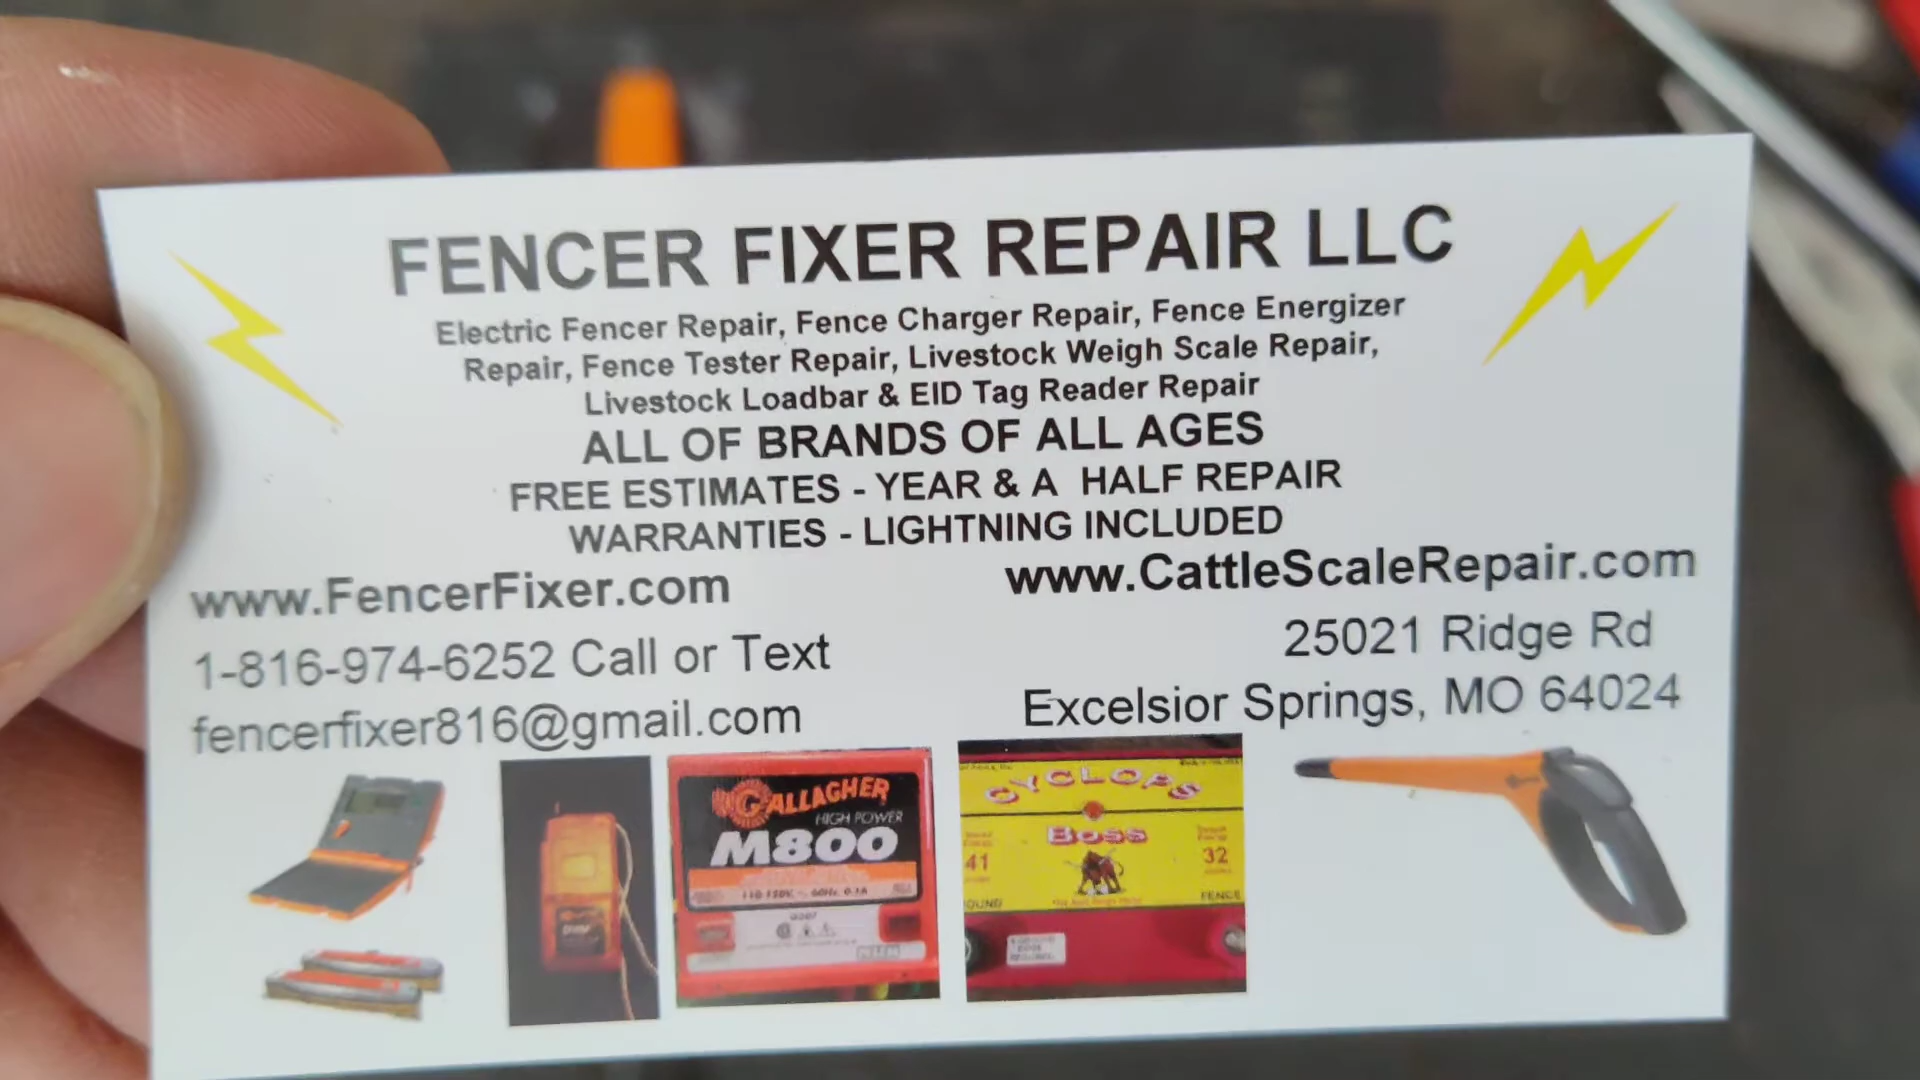 FENCER FIXER REPAIR LLC
Electric Fencer Repair, Fence Charger Repair, Fence Energizer
Repair, Fence Tester Repair, Livestock Weigh Scale Repair,
Livestock Loadbar & EID Tag Reader Repair
ALL OF BRANDS OF ALL AGES
FREE ESTIMATES - YEAR & A HALF REPAIR
WARRANTIES - LIGHTNING INCLUDED
www.FencerFixer.com
www.CattleScaleRepair.com
1-816-974-6252 Call or Text
25021 Ridge Rd
fencerfixer816@gmail.com
Excelsior Springs, MO 64024
GALLAGHER
HIGH POWER
M800
CYCLOPS
BOSS
41
32
FENCE